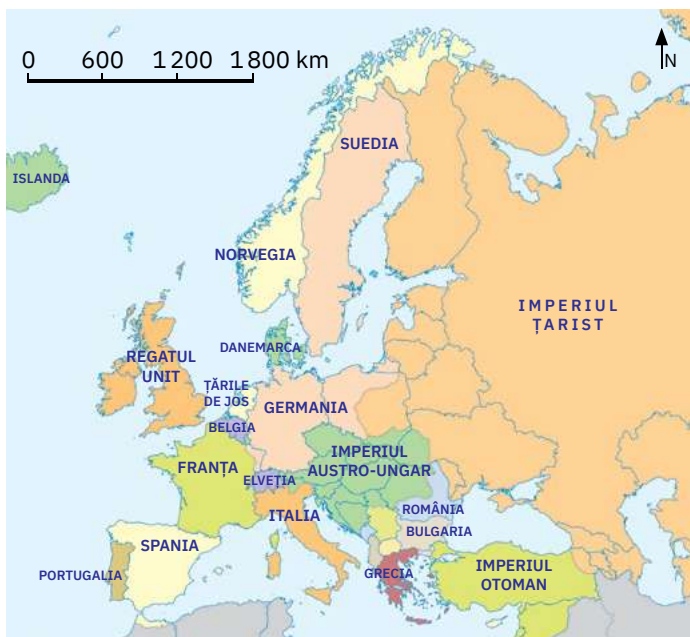 0 600 1 200 1 800 km
N
SUEDIA
ISLANDA
NORVEGIA
IMPERIUL
ȚARIST
DANEMARCA
REGATUL
UNIT
ȚĂRILE
DE JOS
GERMANIA
BELGIA
IMPERIUL
AUSTRO-UNGAR
FRANȚA
ELVEȚIA
ROMÂNIA
ITALIA
BULGARIA
SPANIA
PORTUGALIA
GRECIA
IMPERIUL
OTOMAN